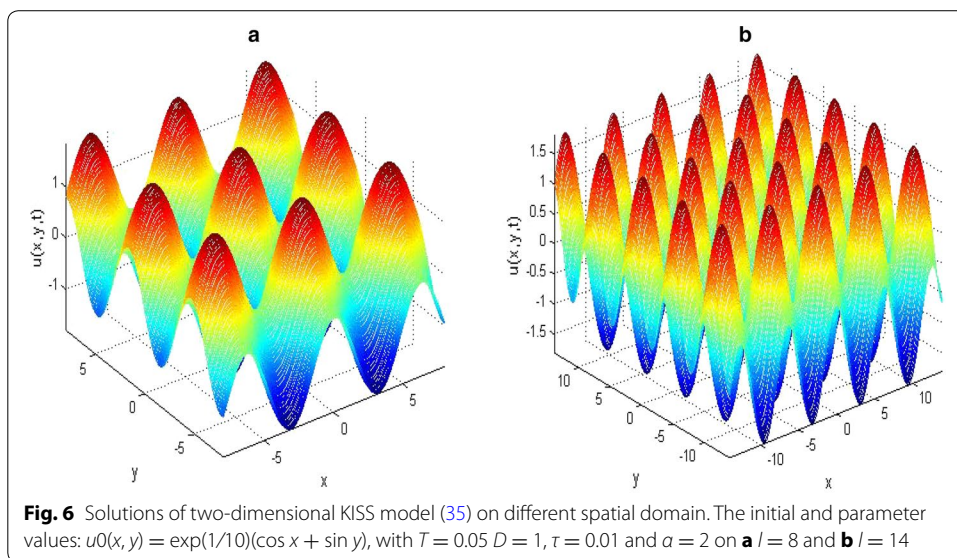 a
b
1
0
-1
u(x,y,t)
5
0
-5
y
-5
0
5
x
1.5
1
0.5
0
-0.5
-1
-1.5
u(x,y,t)
10
5
0
-5
-10
y
-10
-5
0
5
10
x
Fig. 6 Solutions of two-dimensional KISS model (35) on different spatial domain. The initial and parameter
values: u0(x, y) = exp(1/10)(cos x + sin y), with T = 0.05 D = 1, τ = 0.01 and α = 2 on a l = 8 and b l = 14